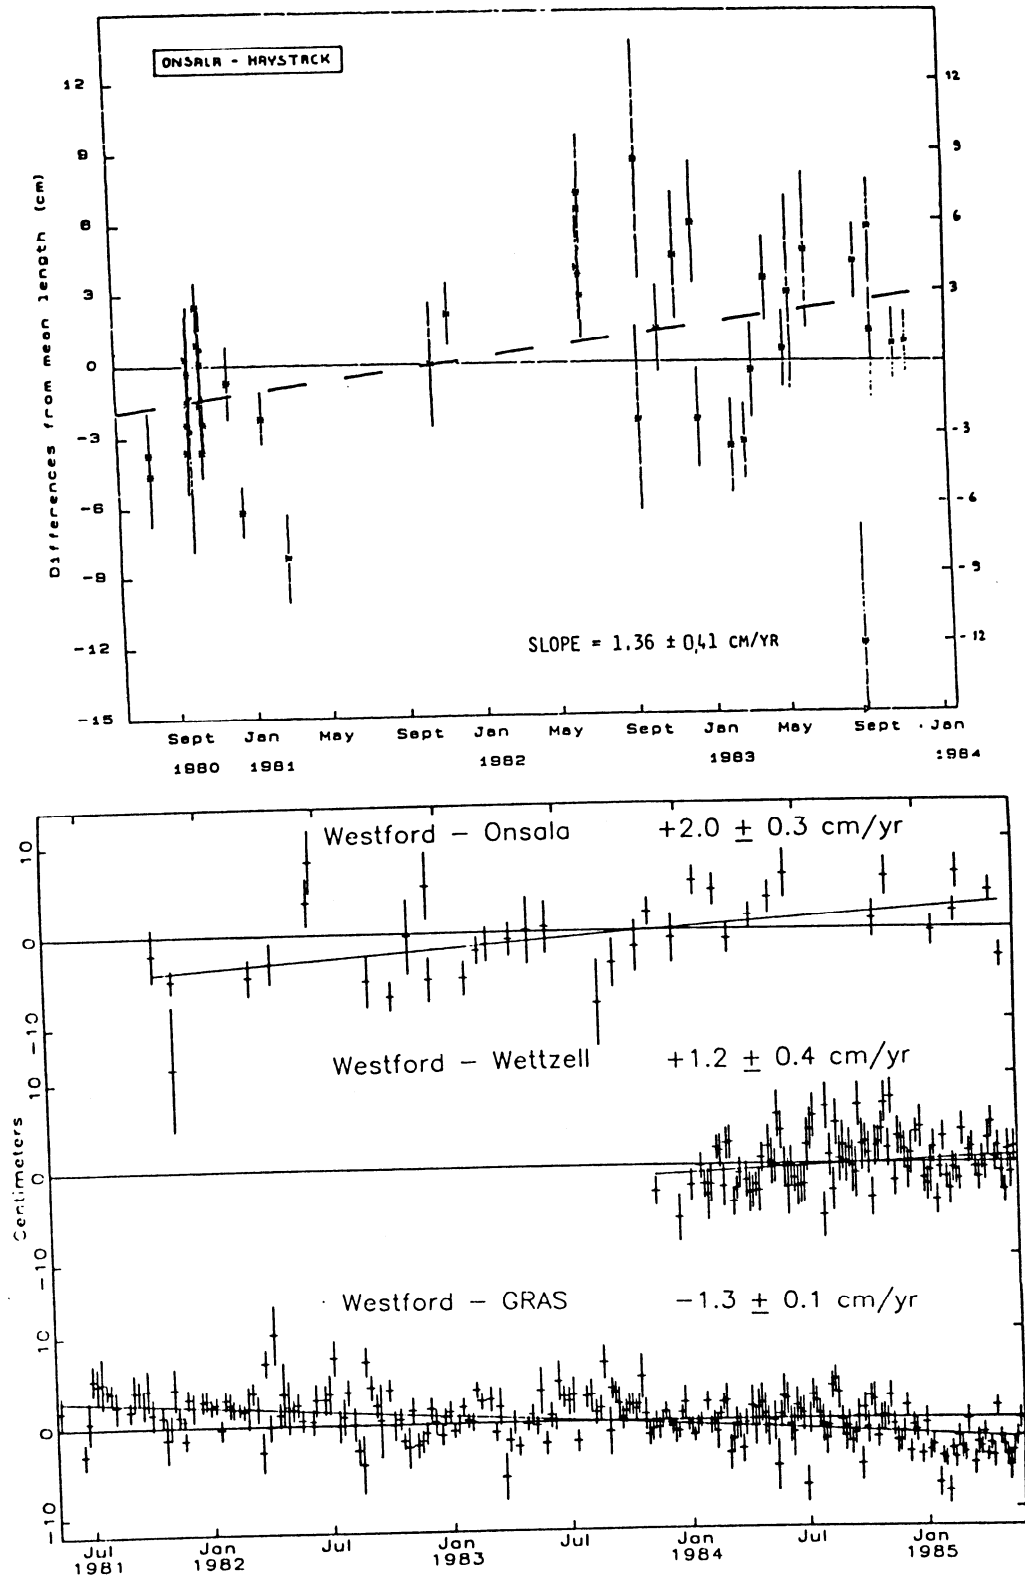 ONSALA - HAYSTACK
12 12
9 9
6 6
3 3
0
-3 -3
-6 -6
-9 -9
-12 -12
-15
Differences from mean length (cm)
SLOPE = 1.36 ± 0,41 CM/YR
Sept Jan May Sept Jan May Sept Jan May Sept Jan
1980 1981 1982 1983 1984
Westford - Onsala +2.0 ± 0.3 cm/yr
10
0
-10
Westford - Wettzell +1.2 ± 0.4 cm/yr
10
0
-10
Centimeters
Westford - GRAS -1.3 ± 0.1 cm/yr
10
0
-10
Jul Jan Jul Jan Jul Jan Jul Jan
1981 1982 1983 1984 1985